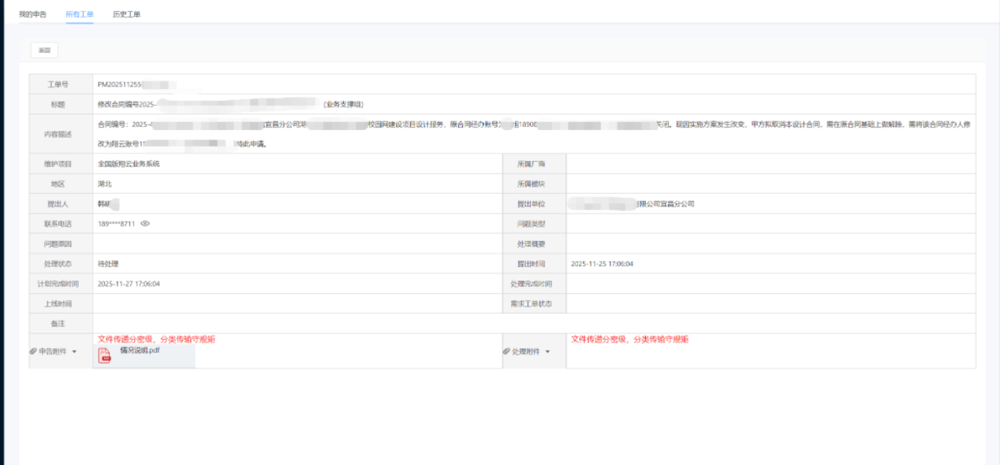 我的申告 所有工单 历史工单
返回
工单号 PM202511255
标题 修改合同编号2025- (业务支撑组)
内容描述 合同编号：2025- 宜昌分公司 校园网建设项目设计服务，原合同经办账号 18908 关闭。现因实施方案发生改变，甲方拟取消本设计合同，需在原合同基础上做解除，需将该合同经办人修
改为翔云账号 特此申请。
维护项目 全国版翔云业务系统 所属厂商
地区 湖北 所属模块
提出人 韩 提出单位 有限公司宜昌分公司
联系电话 189****8711 问题类型
问题原因 处理概要
处理状态 待处理 提出时间 2025-11-25 17:06:04
计划完成时间 2025-11-27 17:06:04 处理完成时间
上线时间 需求工单状态
备注
申告附件 文件传递分密级，分类传输守规矩 处理附件 文件传递分密级，分类传输守规矩
情况说明.pdf